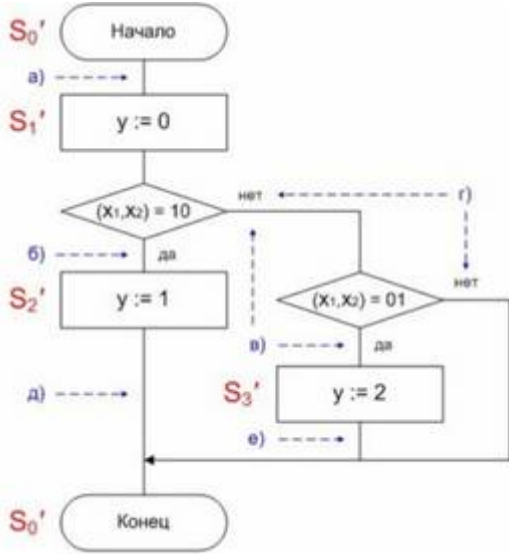 S₀′ Начало
а)
S₁′ y := 0
нет г)
(x₁,x₂) = 10
б) да
нет
S₂′ y := 1
(x₁,x₂) = 01
в) да
д) S₃′ y := 2
е)
S₀′ Конец